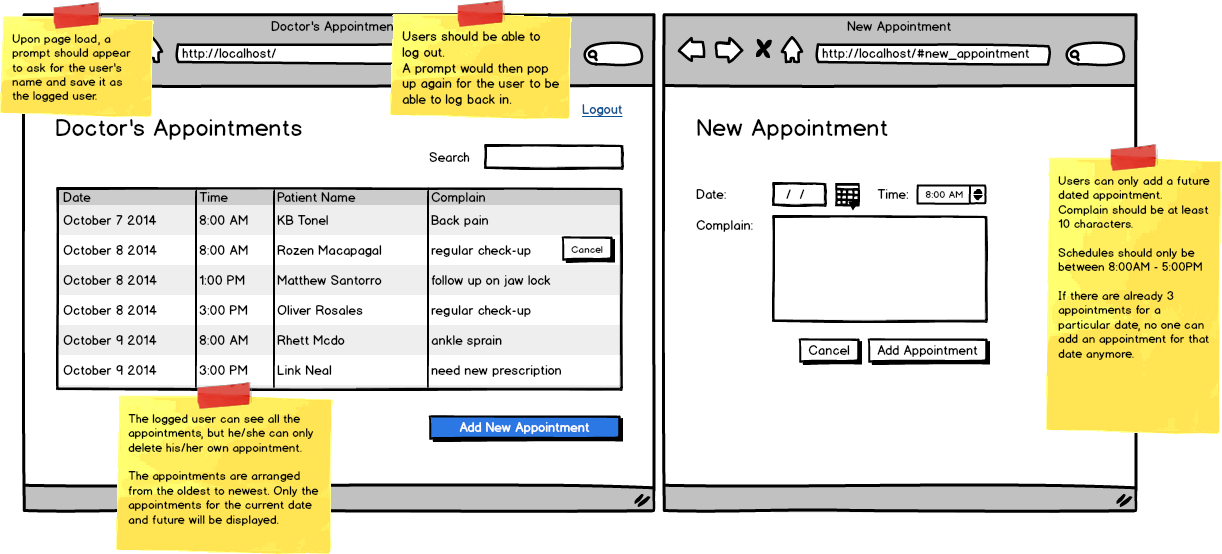 Doctor's Appointment
http://localhost/
Upon page load, a
prompt should appear
to ask for the user's
name and save it as
the logged user.
Users should be able to
log out.
A prompt would then pop
up again for the user to be
able to log back in.
Logout
Doctor's Appointments
Search
Date Time Patient Name Complain
October 7 2014 8:00 AM KB Tonel Back pain
October 8 2014 8:00 AM Rozen Macapagal regular check-up Cancel
October 8 2014 1:00 PM Matthew Santorro follow up on jaw lock
October 8 2014 3:00 PM Oliver Rosales regular check-up
October 9 2014 8:00 AM Rhett Mcdo ankle sprain
October 9 2014 3:00 PM Link Neal need new prescription
Add New Appointment
The logged user can see all the
appointments, but he/she can only
delete his/her own appointment.
The appointments are arranged
from the oldest to newest. Only the
appointments for the current date
and future will be displayed.
New Appointment
http://localhost/#new_appointment
New Appointment
Date: / / Time: 8:00 AM
Complain:
Cancel Add Appointment
Users can only add a future
dated appointment.
Complain should be at least
10 characters.
Schedules should only be
between 8:00AM - 5:00PM
If there are already 3
appointments for a
particular date, no one can
add an appointment for that
date anymore.